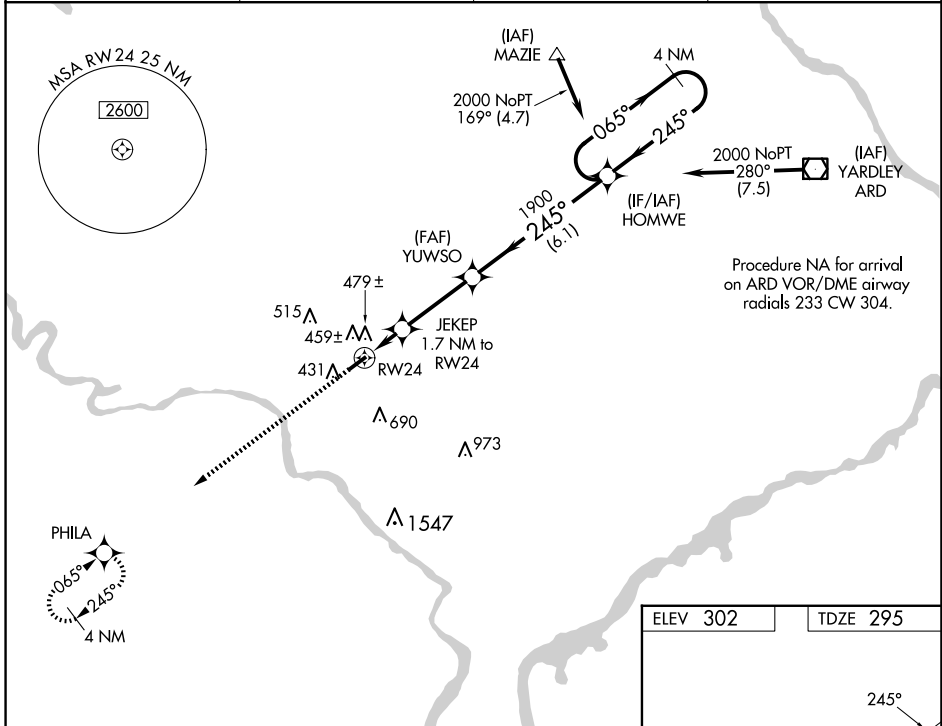 MSA RW24 25 NM
2600
(IAF)
MAZIE
2000 NoPT
169° (4.7)
4 NM
065°
245°
2000 NoPT
280°
(7.5)
(IAF)
YARDLEY
ARD
(IF/IAF)
HOMWE
1900
245°
(6.1)
(FAF)
YUWSO
Procedure NA for arrival
on ARD VOR/DME airway
radials 233 CW 304.
479±
515
459±
JEKEP
1.7 NM to
RW24
431
RW24
690
973
1547
PHILA
065°
245°
4 NM
ELEV 302
TDZE 295
245°